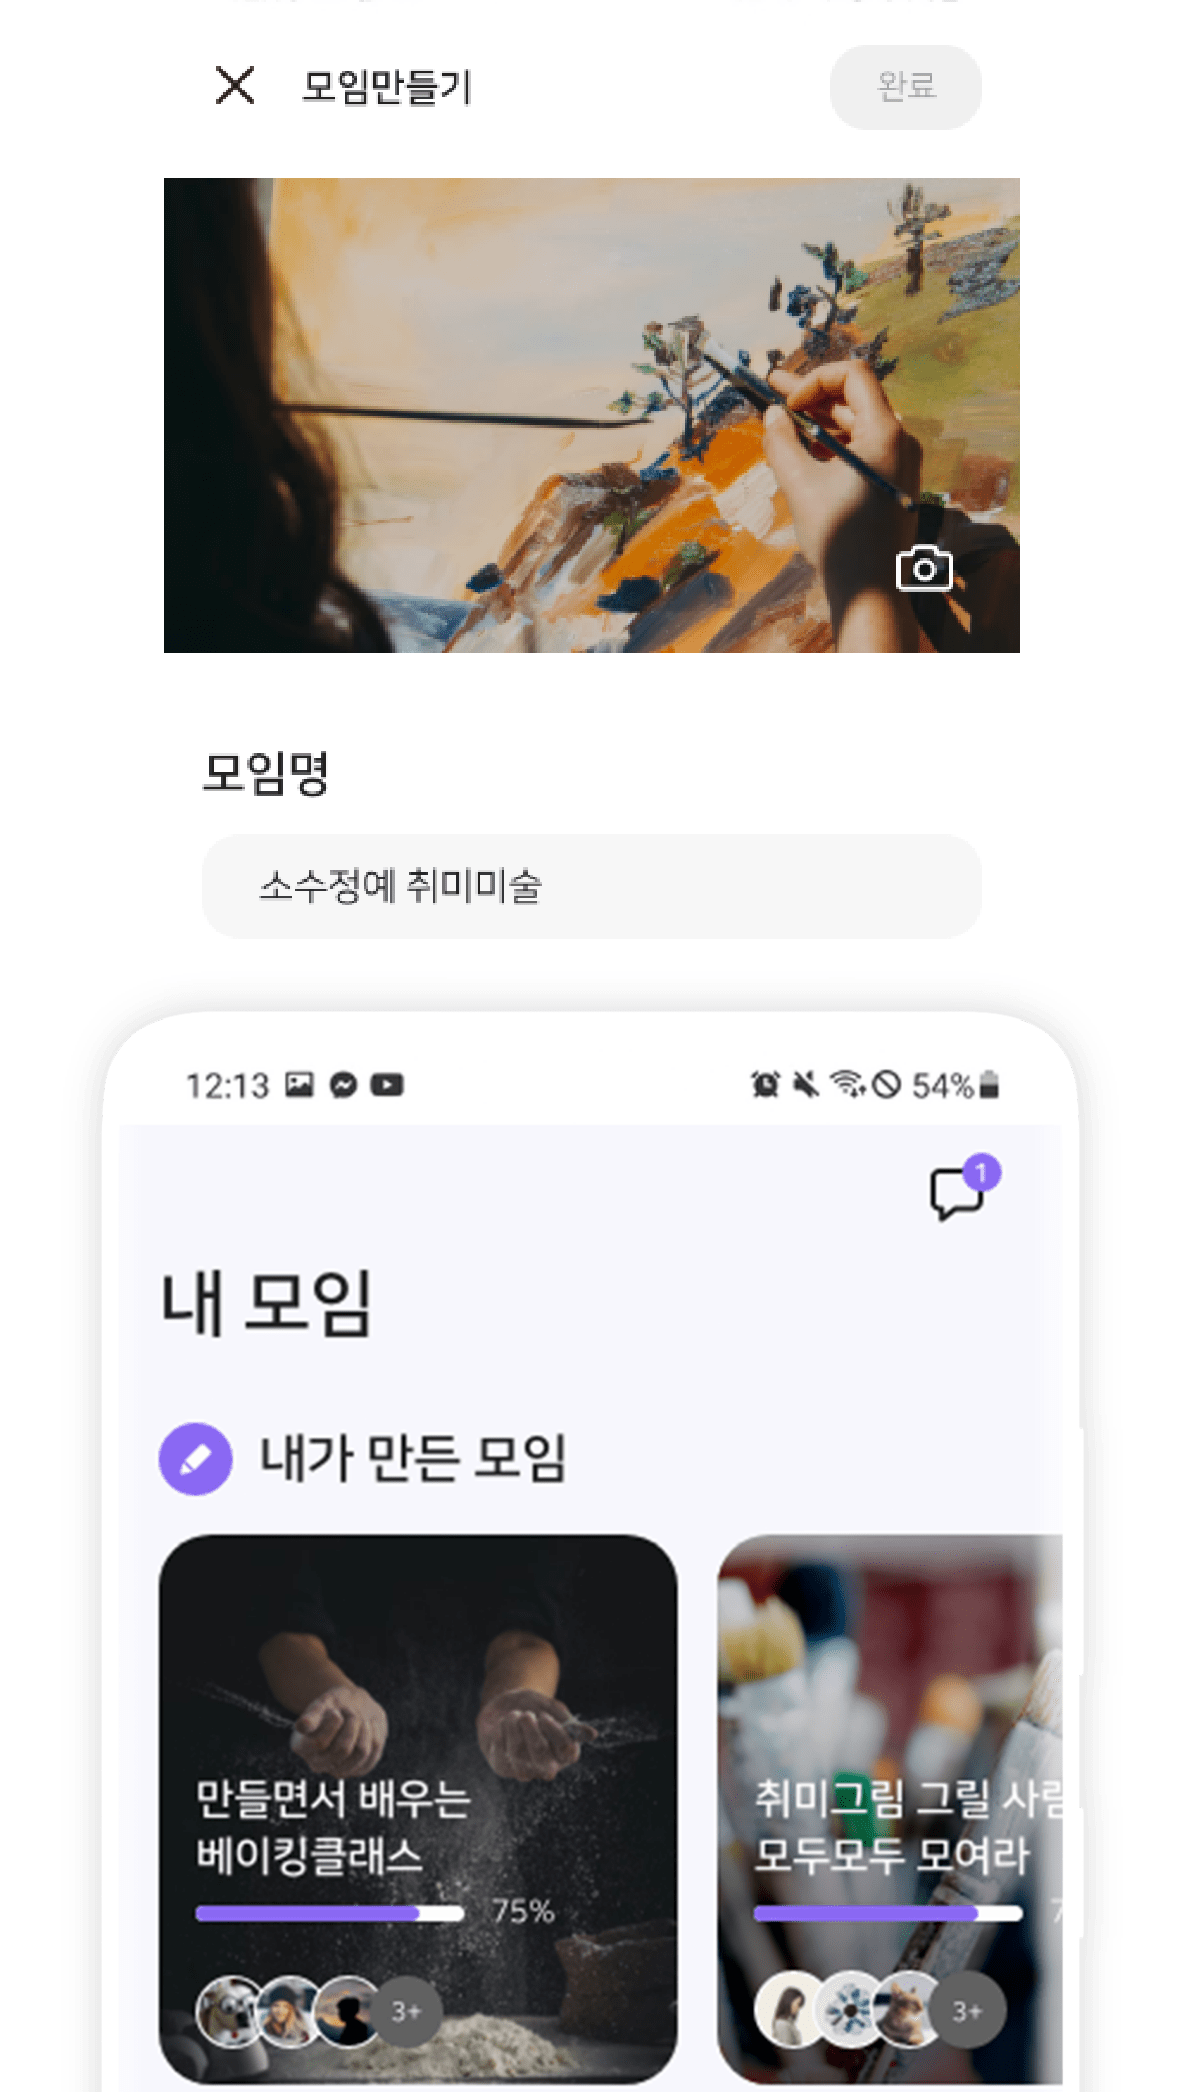 모임만들기
완료
모임명
소수정예 취미미술
12:13
54%
1
내 모임
내가 만든 모임
만들면서 배우는
베이킹클래스
75%
3+
취미그림 그릴 사람
모두모두 모여라
3+